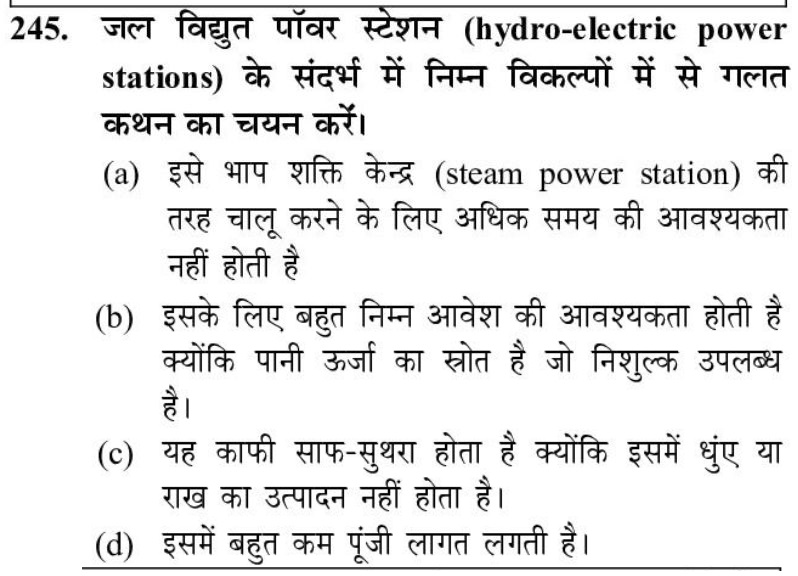 245. जल विद्युत पॉवर स्टेशन (hydro-electric power
stations) के संदर्भ में निम्न विकल्पों में से गलत
कथन का चयन करें।
(a) इसे भाप शक्ति केन्द्र (steam power station) की
तरह चालू करने के लिए अधिक समय की आवश्यकता
नहीं होती है
(b) इसके लिए बहुत निम्न आवेश की आवश्यकता होती है
क्योंकि पानी ऊर्जा का स्रोत है जो निशुल्क उपलब्ध
है।
(c) यह काफी साफ-सुथरा होता है क्योंकि इसमें धुंए या
राख का उत्पादन नहीं होता है।
(d) इसमें बहुत कम पूंजी लागत लगती है।